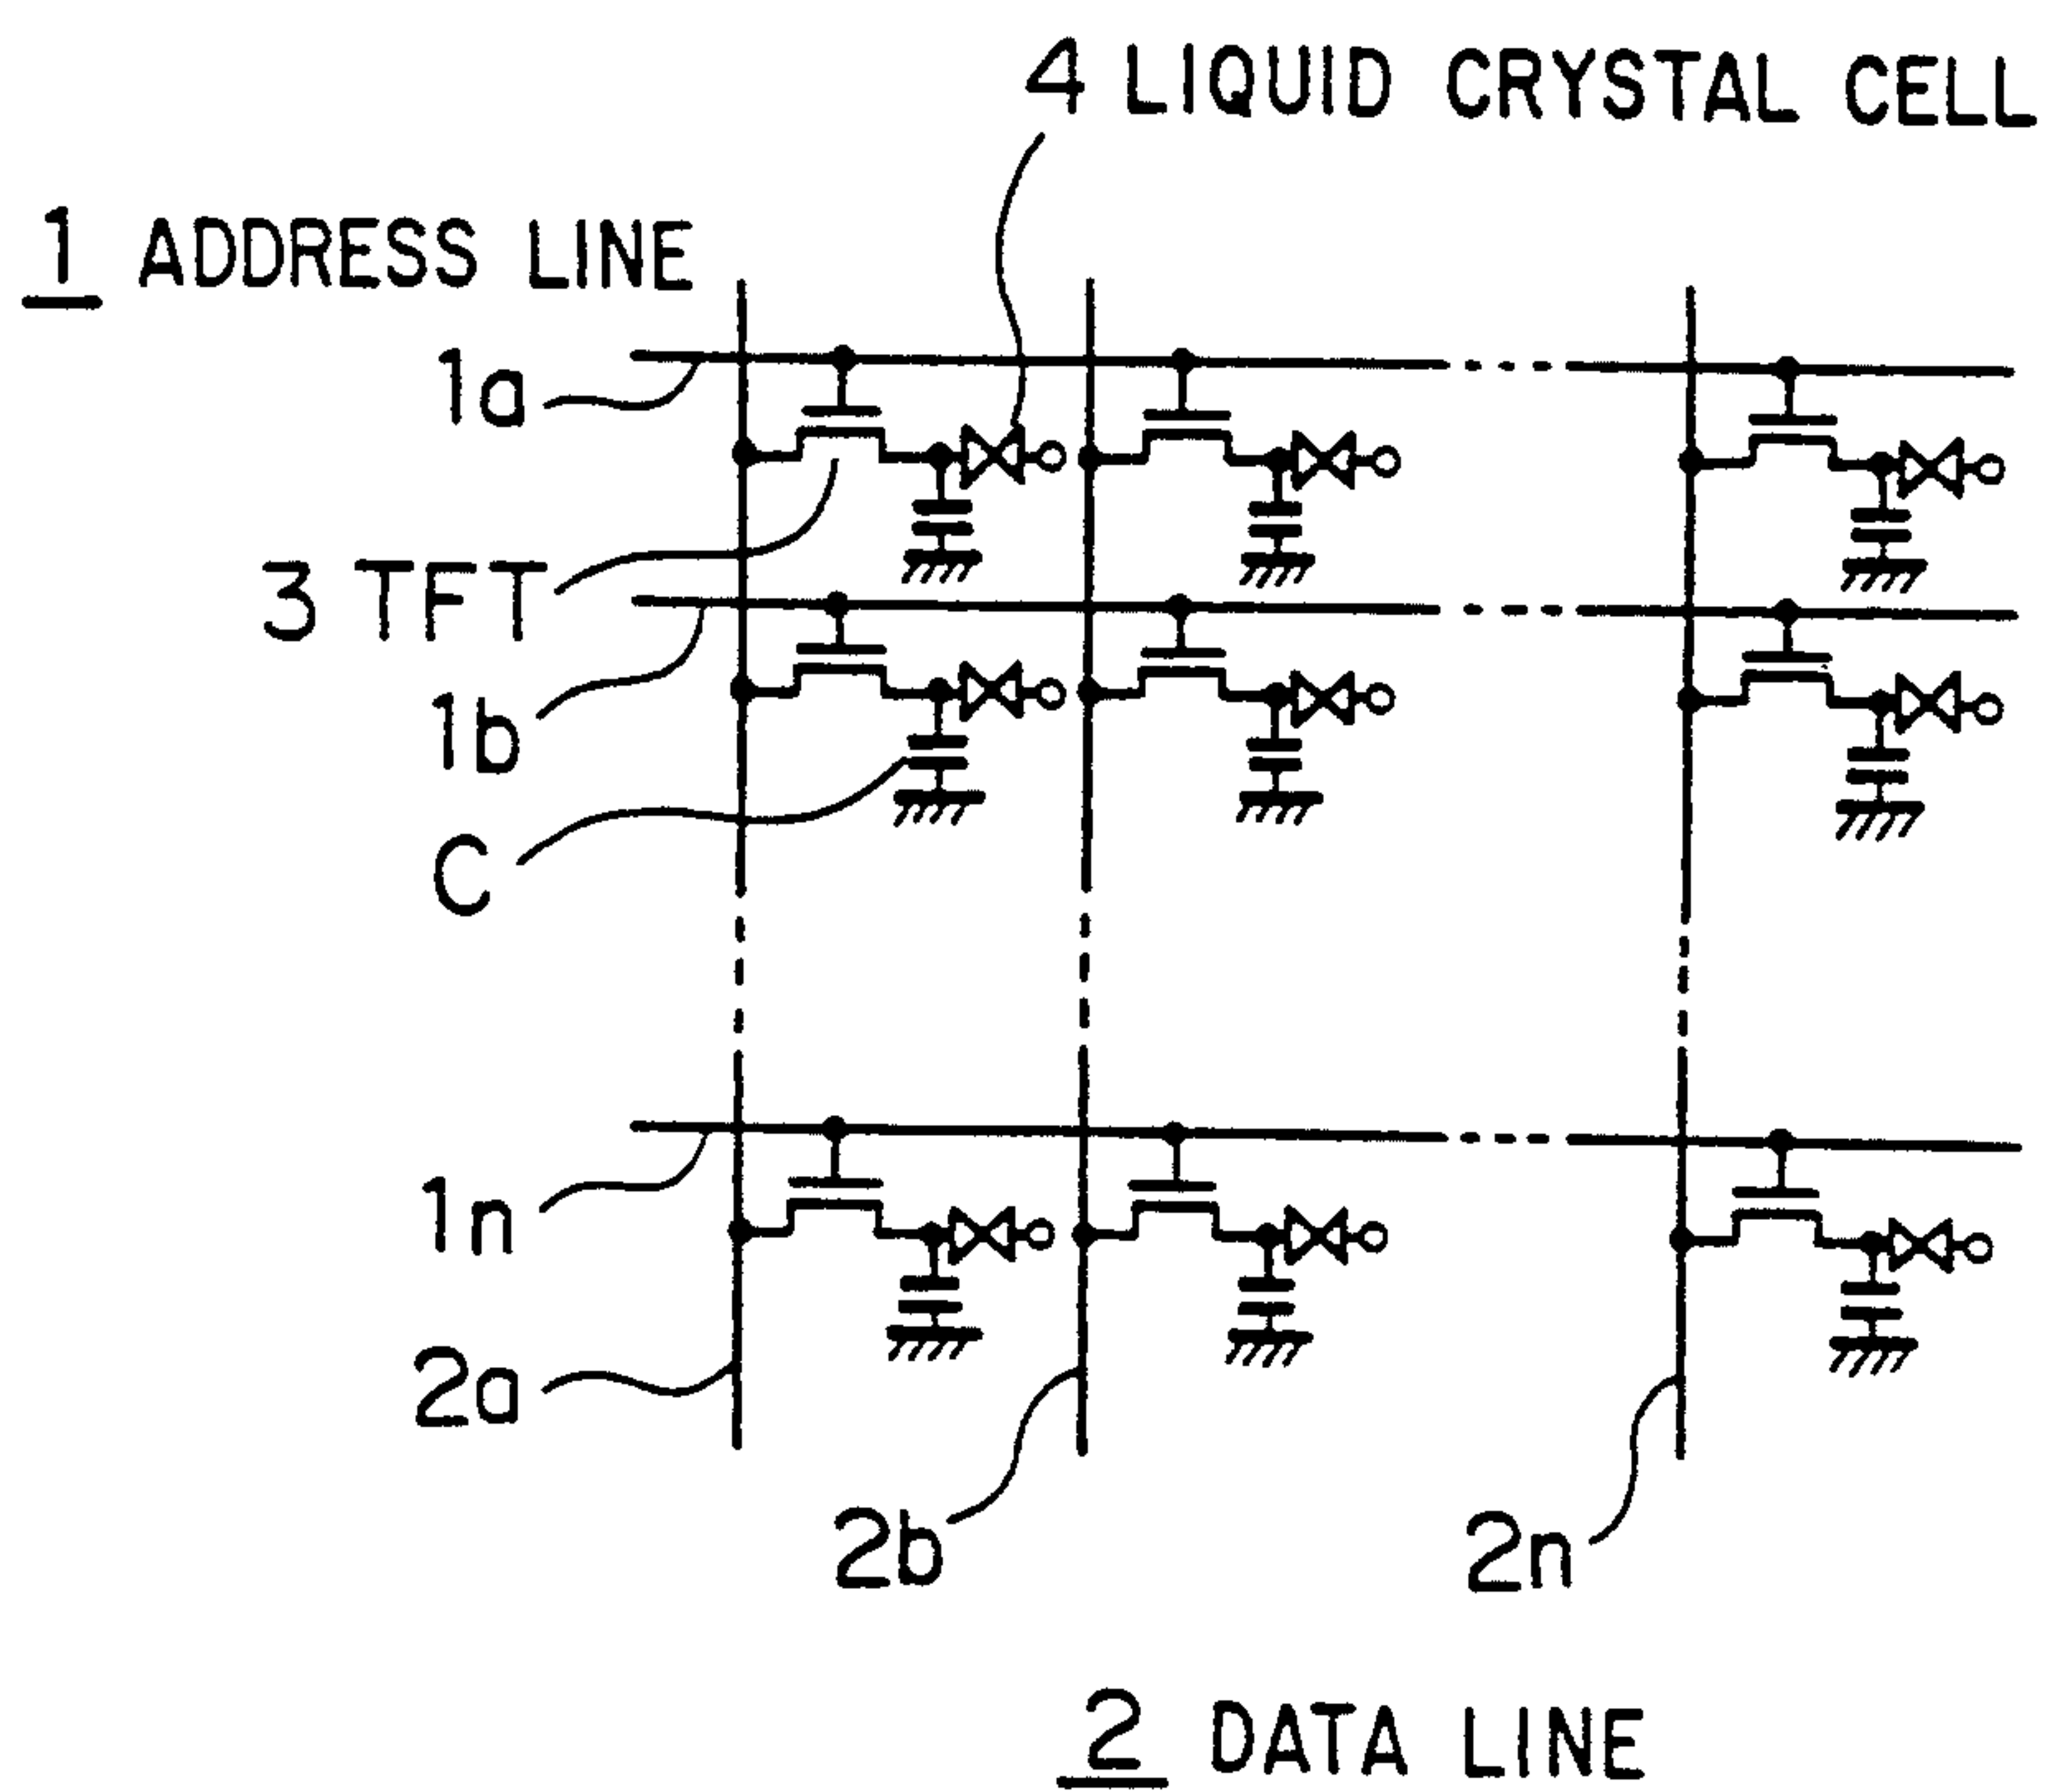 4 LIQUID CRYSTAL CELL
1 ADDRESS LINE
1a
3 TFT
1b
C
1n
2a
2b
2n
2 DATA LINE